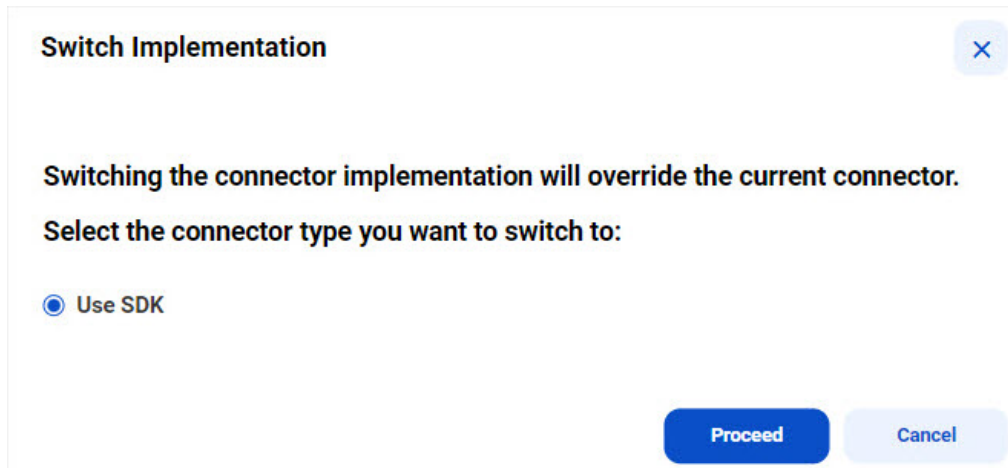 Switch Implementation
Switching the connector implementation will override the current connector.
Select the connector type you want to switch to:
Use SDK
Proceed
Cancel